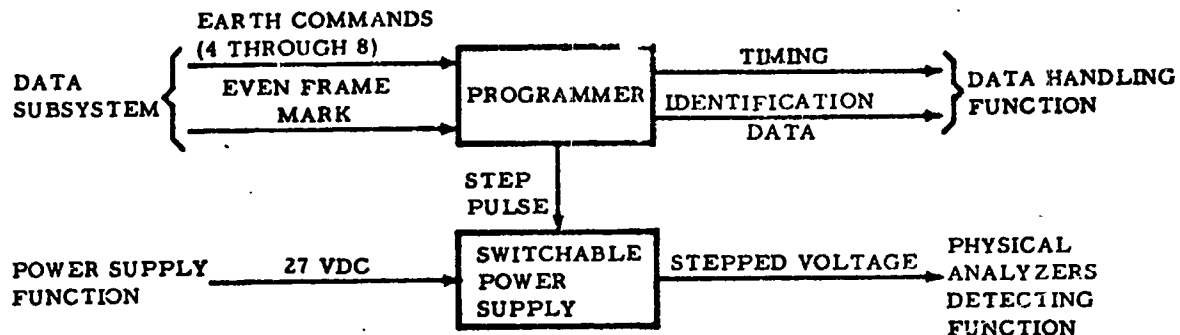 EARTH COMMANDS
(4 THROUGH 8)
DATA
SUBSYSTEM
EVEN FRAME
MARK
PROGRAMMER
TIMING
IDENTIFICATION
DATA
DATA HANDLING
FUNCTION
STEP
PULSE
POWER SUPPLY
FUNCTION
27 VDC
SWITCHABLE
POWER
SUPPLY
STEPPED VOLTAGE
PHYSICAL
ANALYZERS
DETECTING
FUNCTION